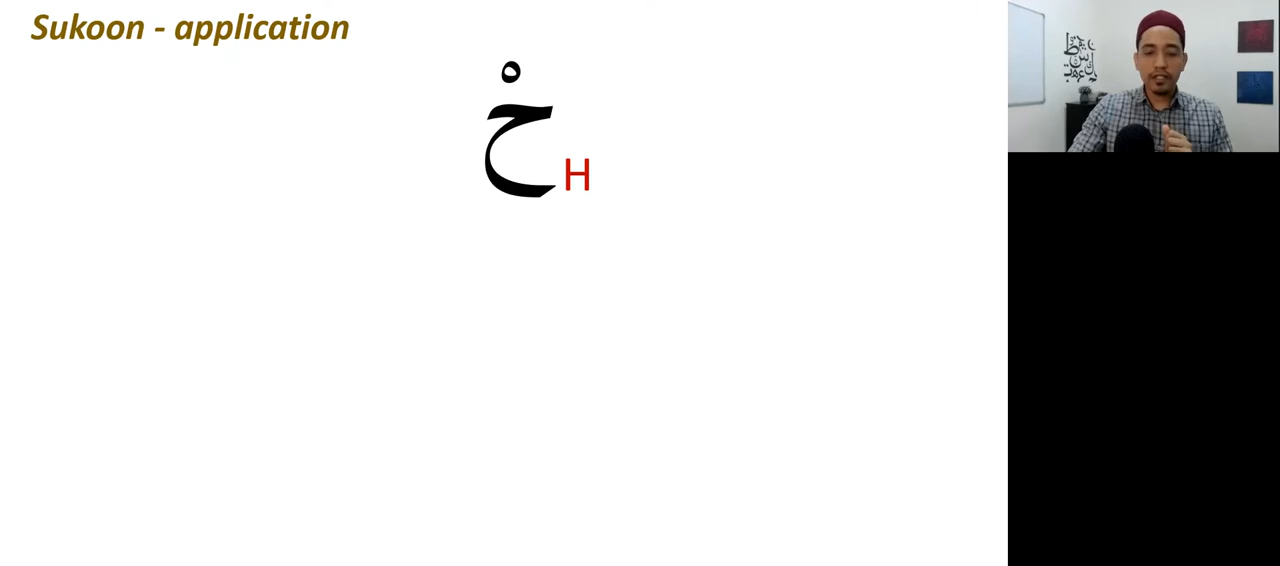 Sukoon - application
حْ
H